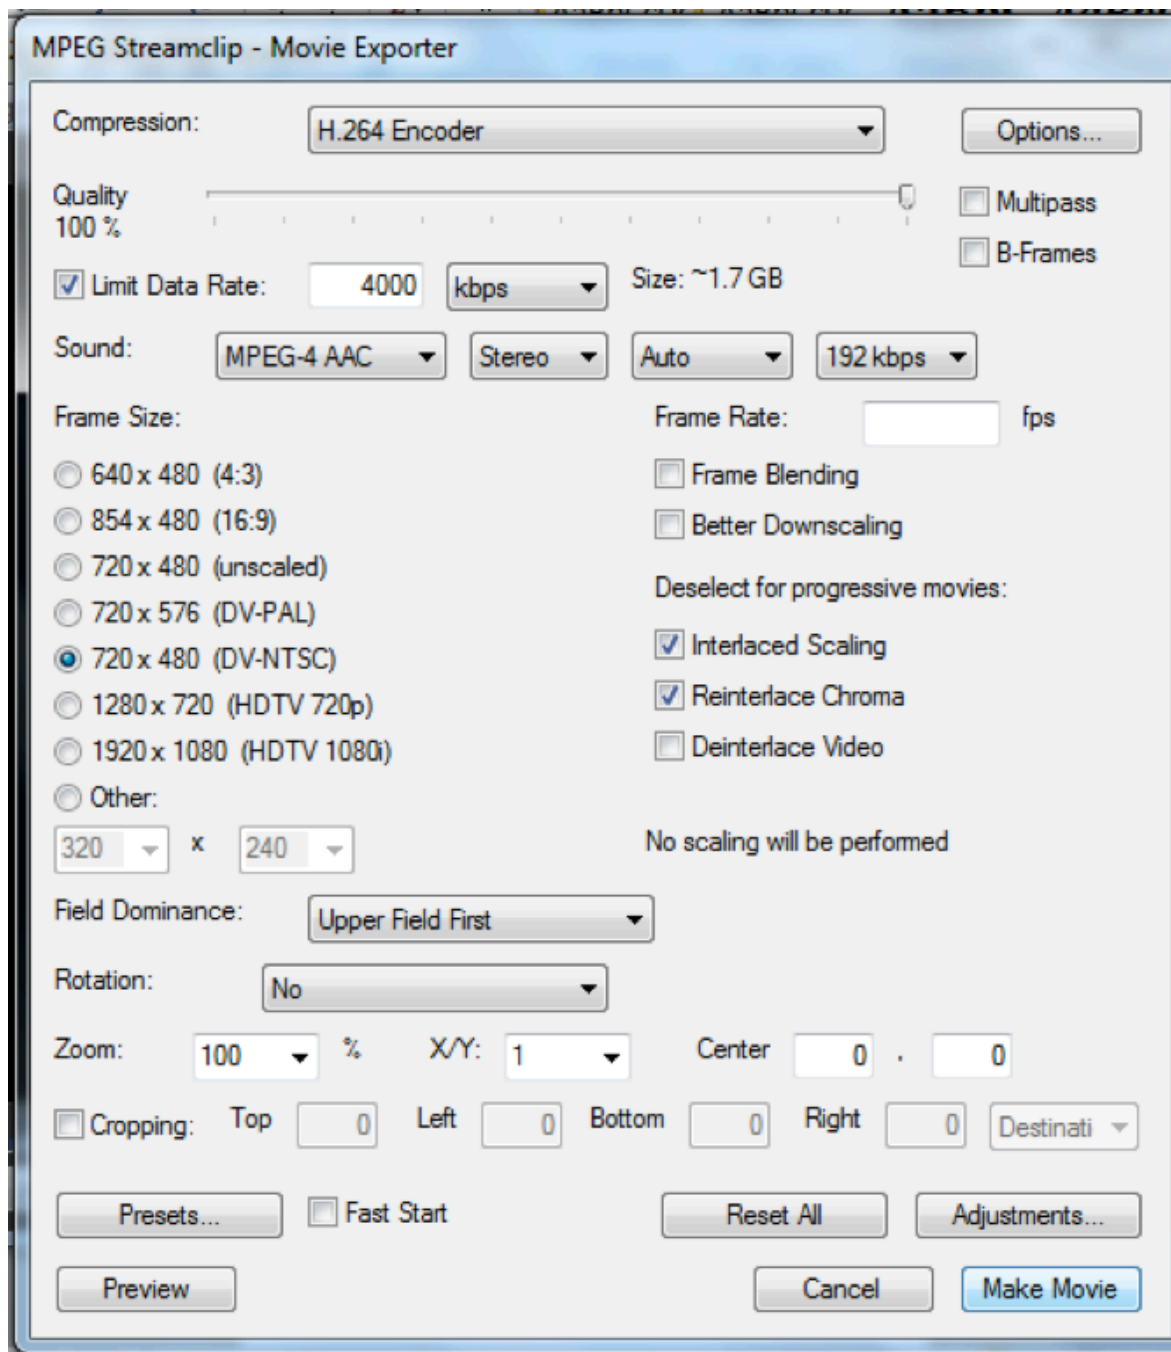 MPEG Streamclip - Movie Exporter
Compression: H.264 Encoder Options...
Quality
100 %
Multipass
B-Frames
Limit Data Rate: 4000 kbps Size: ~1.7 GB
Sound: MPEG-4 AAC Stereo Auto 192 kbps
Frame Size:
Frame Rate: fps
640 x 480 (4:3)
Frame Blending
854 x 480 (16:9)
Better Downscaling
720 x 480 (unscaled)
Deselect for progressive movies:
720 x 576 (DV-PAL)
Interlaced Scaling
720 x 480 (DV-NTSC)
Reinterlace Chroma
1280 x 720 (HDTV 720p)
1920 x 1080 (HDTV 1080i)
Deinterlace Video
Other:
320 x 240
No scaling will be performed
Field Dominance: Upper Field First
Rotation: No
Zoom: 100 % X/Y: 1 Center 0 , 0
Cropping: Top 0 Left 0 Bottom 0 Right 0 Destinati
Presets... Fast Start Reset All Adjustments...
Preview Cancel Make Movie